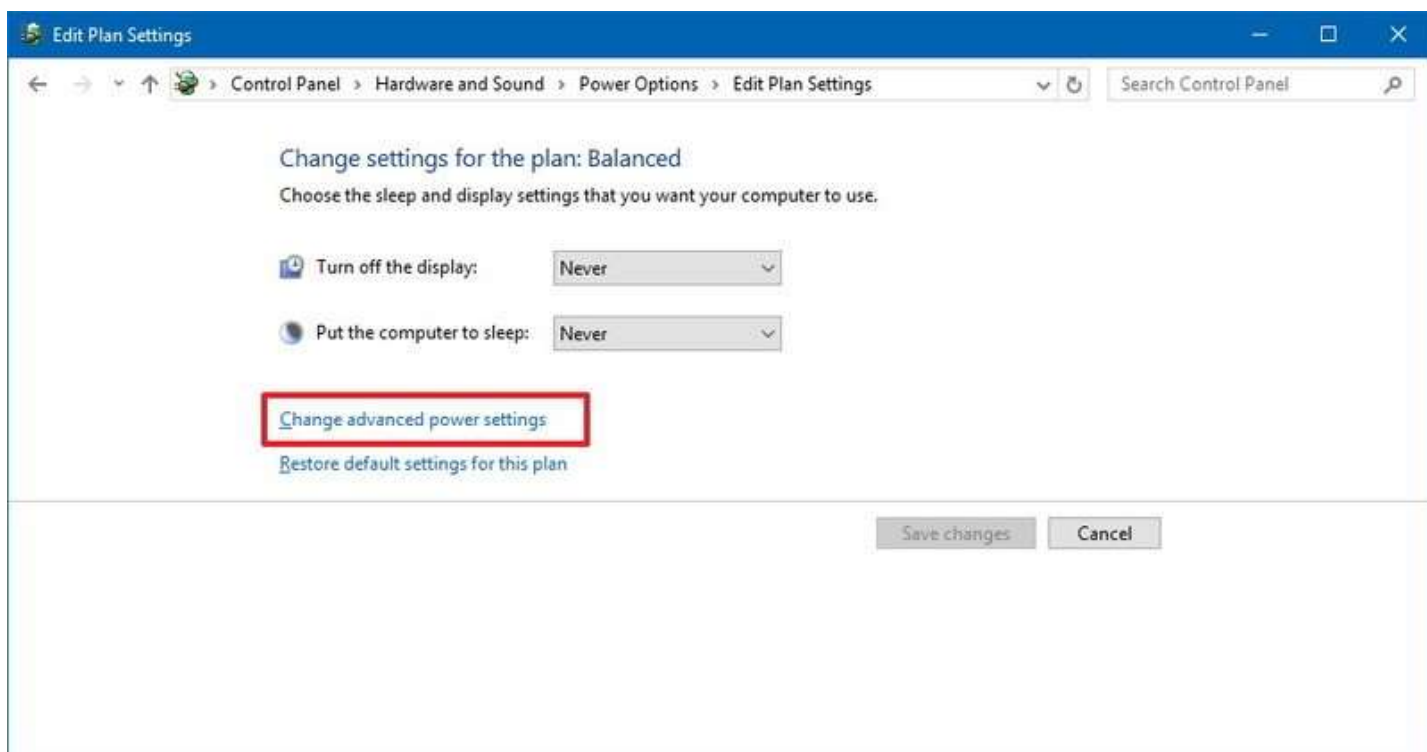 Edit Plan Settings
Control Panel > Hardware and Sound > Power Options > Edit Plan Settings
Search Control Panel
Change settings for the plan: Balanced
Choose the sleep and display settings that you want your computer to use.
Turn off the display: Never
Put the computer to sleep: Never
Change advanced power settings
Restore default settings for this plan
Save changes Cancel